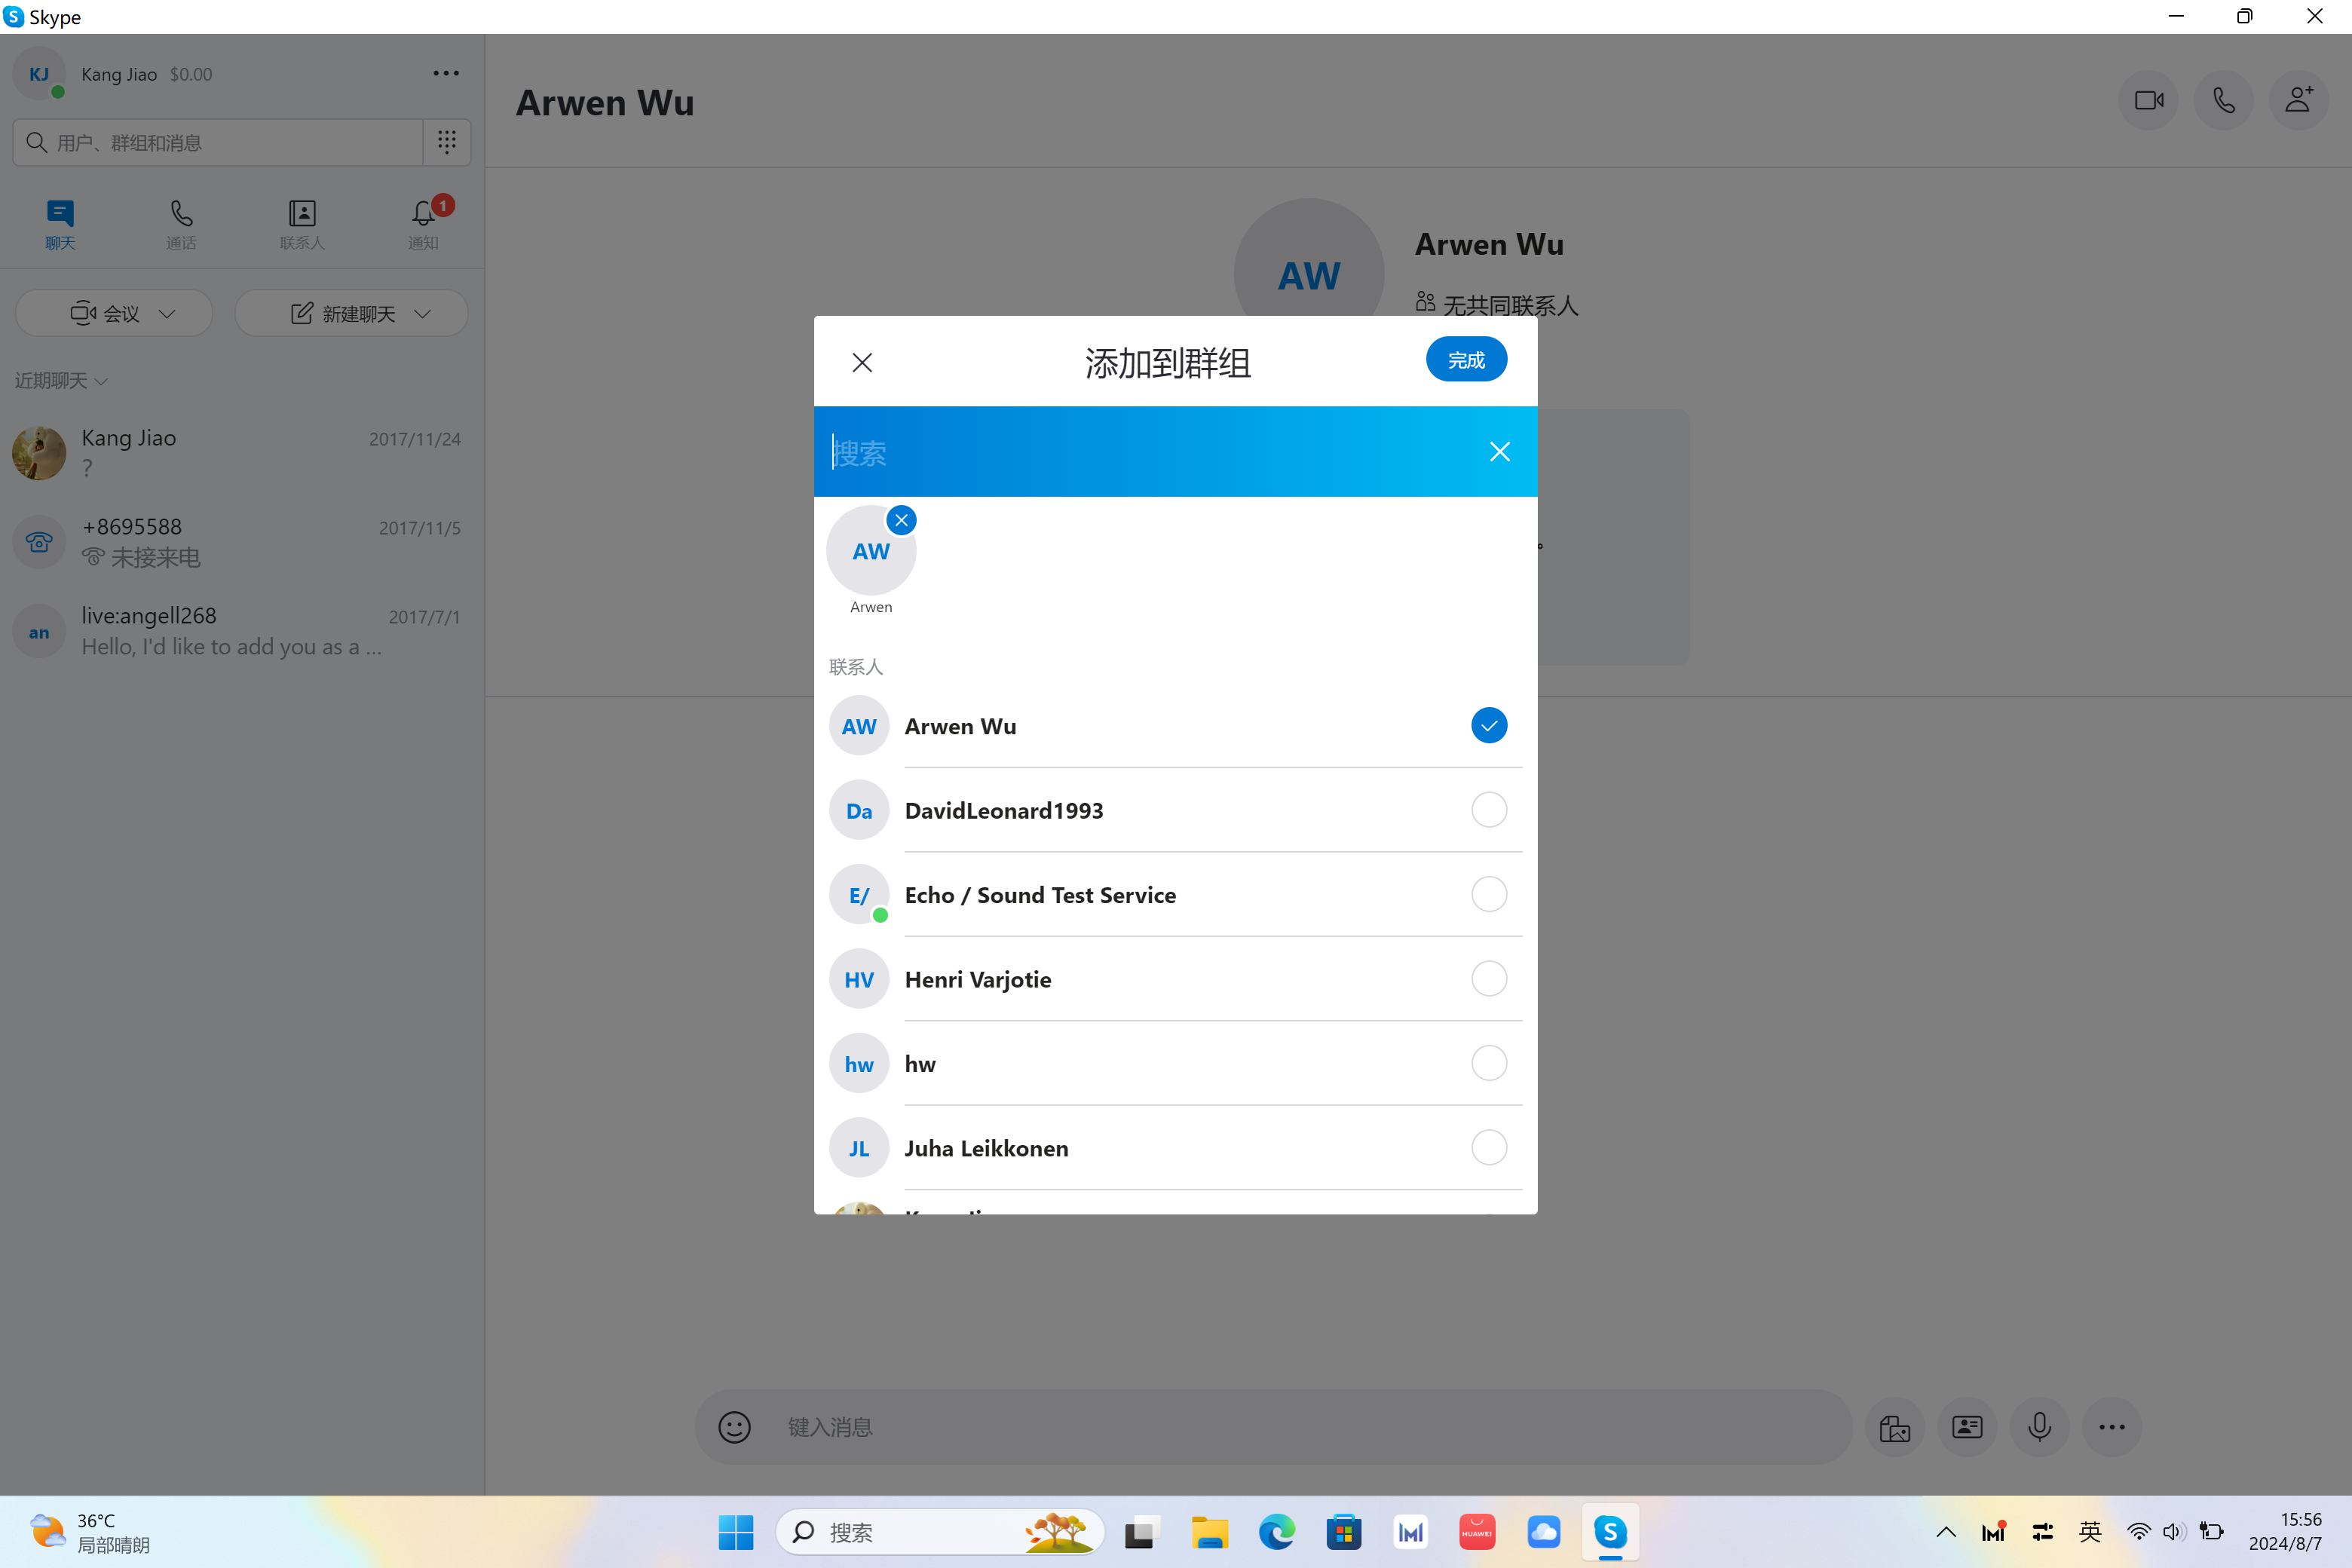 Skype
KJ
Kang Jiao $0.00
用户、群组和消息
聊天
通话
联系人
通知
1
会议
新建聊天
近期聊天
Kang Jiao 2017/11/24
?
+8695588 2017/11/5
未接来电
an
live:angell268 2017/7/1
Hello, I'd like to add you as a ...
Arwen Wu
AW
Arwen Wu
无共同联系人
。
添加到群组
完成
搜索
AW
Arwen
联系人
AW Arwen Wu
Da DavidLeonard1993
E/ Echo / Sound Test Service
HV Henri Varjotie
hw hw
JL Juha Leikkonen
键入消息
36°C
局部晴朗
搜索
HUAWEI
英
15:56
2024/8/7